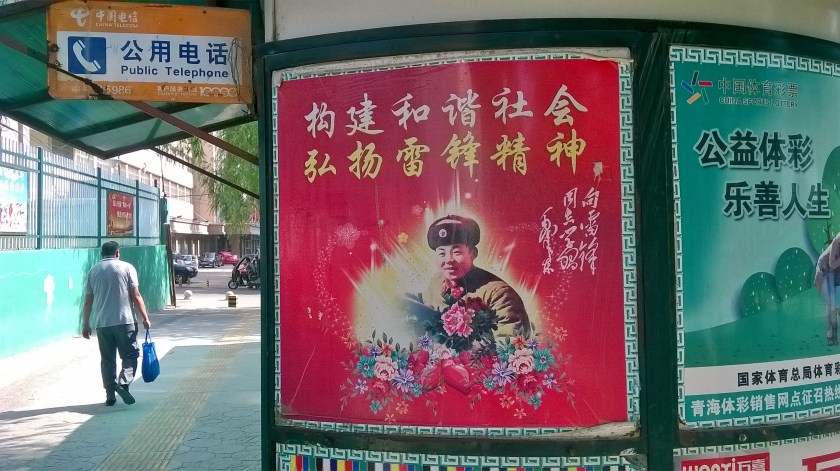 中国电信
CHINA TELECOM
公用电话
Public Telephone
10000
构建和谐社会
弘扬雷锋精神
向雷锋
同志学习
毛泽东
中国体育彩票
CHINA SPORTS LOTTERY
公益体彩
乐善人生
国家体育总局体育彩
青海体彩销售网点征召热线